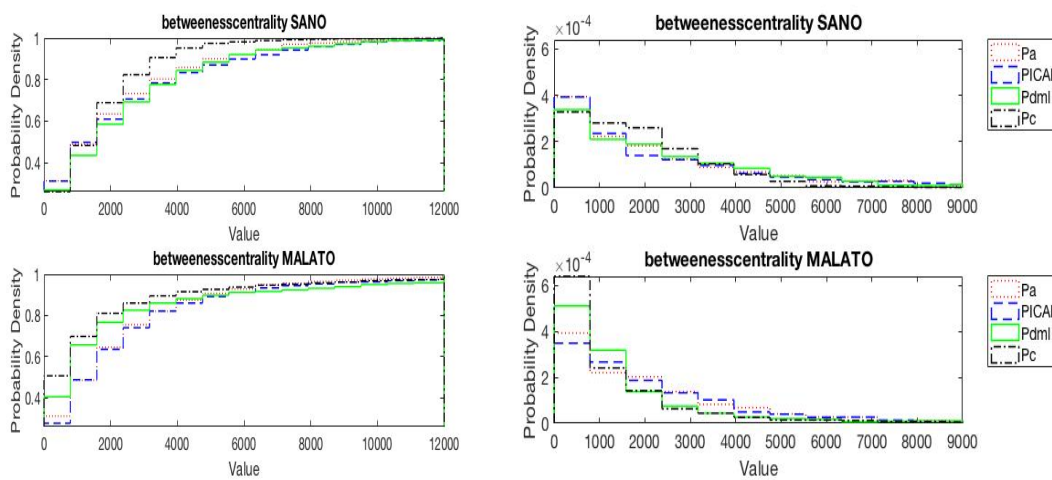 betweenesscentrality SANO
Probability Density
1
0.8
0.6
0.4
0 2000 4000 6000 8000 10000 12000
Value
betweenesscentrality SANO
×10⁻⁴
Probability Density
6
4
2
0
0 1000 2000 3000 4000 5000 6000 7000 8000 9000
Value
Pa
PICAI
Pdml
Pc
betweenesscentrality MALATO
Probability Density
1
0.8
0.6
0.4
0 2000 4000 6000 8000 10000 12000
Value
betweenesscentrality MALATO
×10⁻⁴
Probability Density
6
4
2
0
0 1000 2000 3000 4000 5000 6000 7000 8000 9000
Value
Pa
PICAI
Pdml
Pc